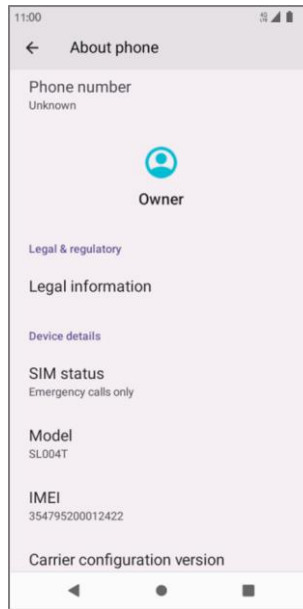 11:00
About phone
Phone number
Unknown
Owner
Legal & regulatory
Legal information
Device details
SIM status
Emergency calls only
Model
SL004T
IMEI
354795200012422
Carrier configuration version